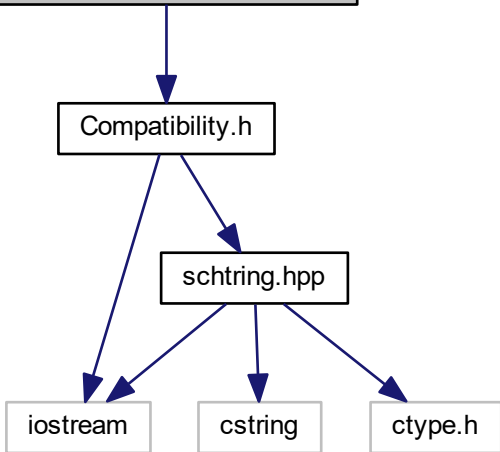 Compatibility.h
schtring.hpp
iostream
cstring
ctype.h